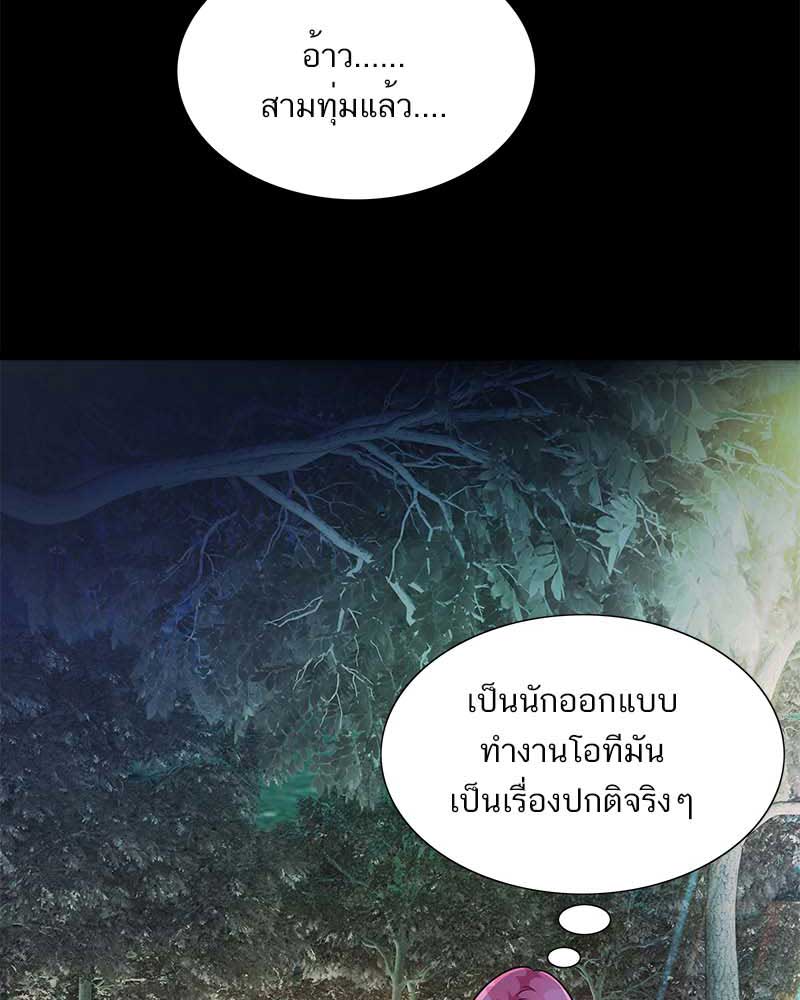 อ้าว......
สามทุ่มแล้ว....
เป็นนักออกแบบ
ทำงานโอทีมัน
เป็นเรื่องปกติจริงๆ